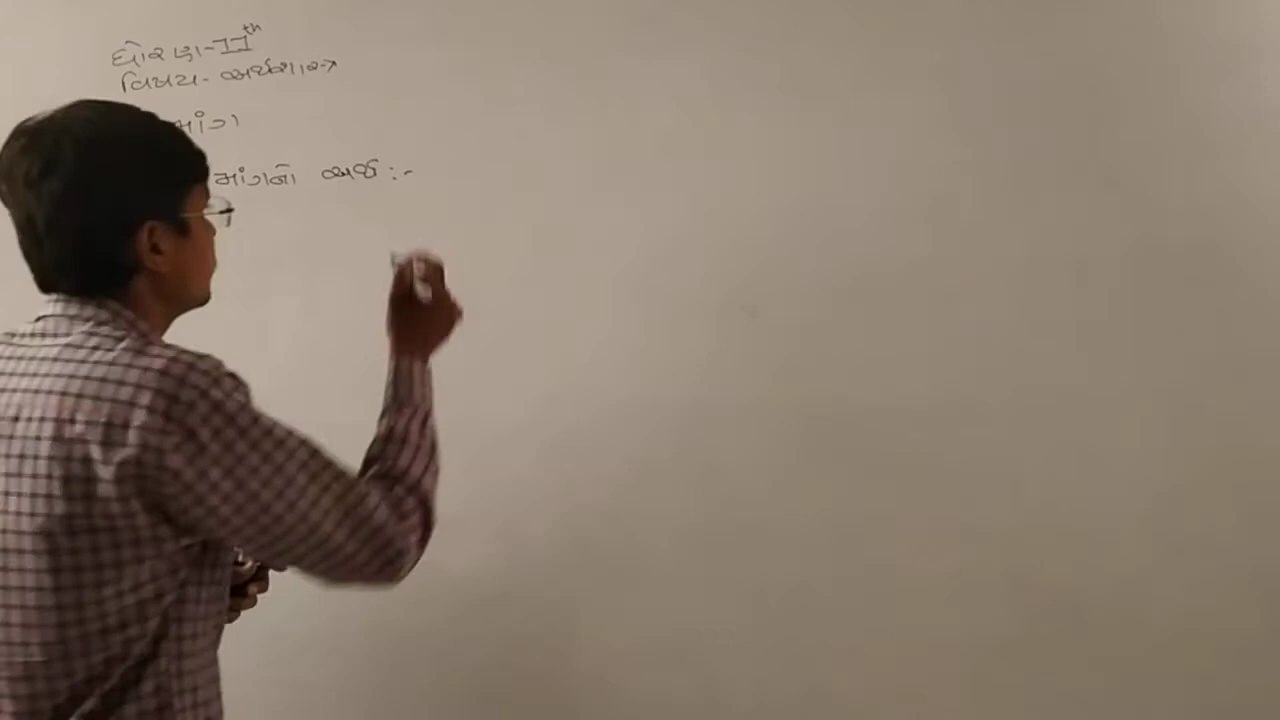 ધોરણ-11th
વિષય - અર્થશાસ્ત્ર
માંગ
માંગનો અર્થ :-